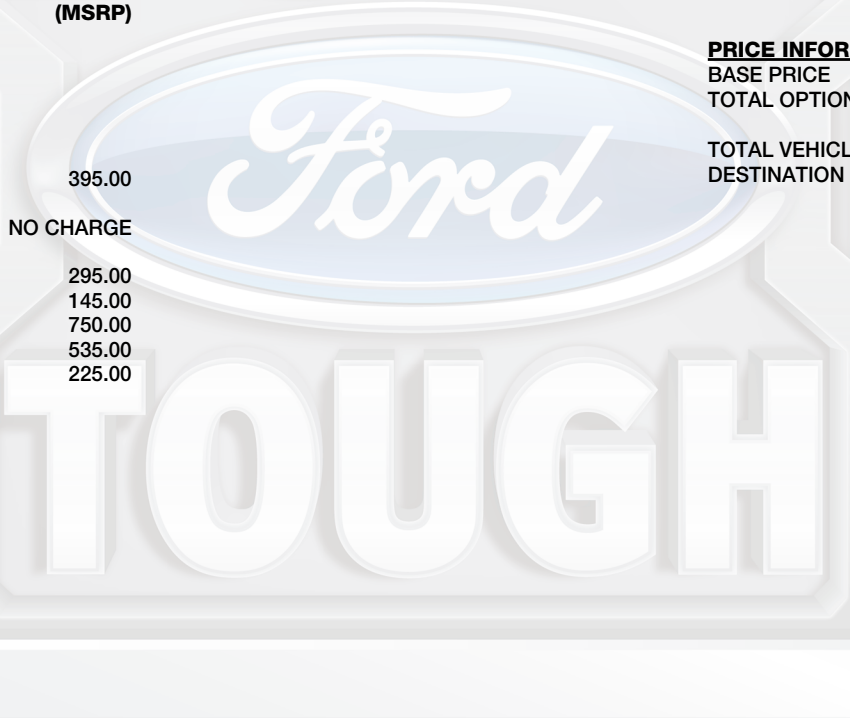 (MSRP)
395.00
NO CHARGE
295.00
145.00
750.00
535.00
225.00
PRICE INFOR
BASE PRICE
TOTAL OPTION
TOTAL VEHICL
DESTINATION
Ford
TOUGH